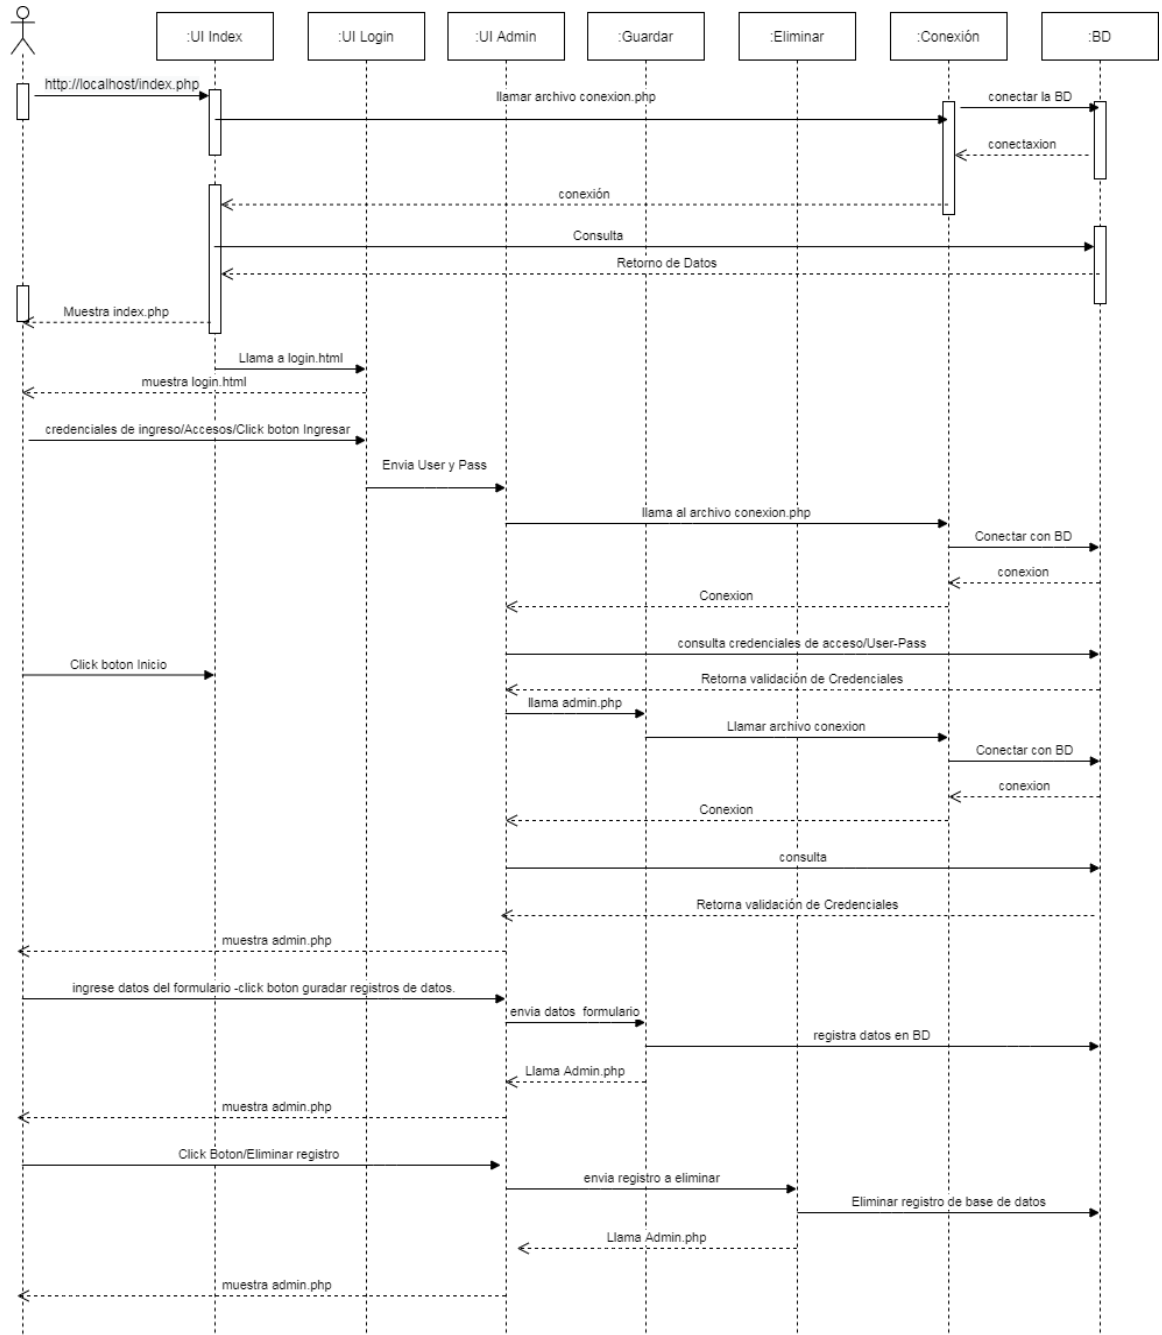 :UI Index
:UI Login
:UI Admin
:Guardar
:Eliminar
:Conexión
:BD
http://localhost/index.php
llamar archivo conexion.php
conectar la BD
conectaxion
conexión
Consulta
Retorno de Datos
Muestra index.php
Llama a login.html
muestra login.html
credenciales de ingreso/Accesos/Click boton Ingresar
Envia User y Pass
llama al archivo conexion.php
Conectar con BD
conexion
Conexion
consulta credenciales de acceso/User-Pass
Click boton Inicio
Retorna validación de Credenciales
llama admin.php
Llamar archivo conexion
Conectar con BD
conexion
Conexion
consulta
Retorna validación de Credenciales
muestra admin.php
ingrese datos del formulario -click boton guradar registros de datos.
envia datos formulario
registra datos en BD
Llama Admin.php
muestra admin.php
Click Boton/Eliminar registro
envia registro a eliminar
Eliminar registro de base de datos
Llama Admin.php
muestra admin.php